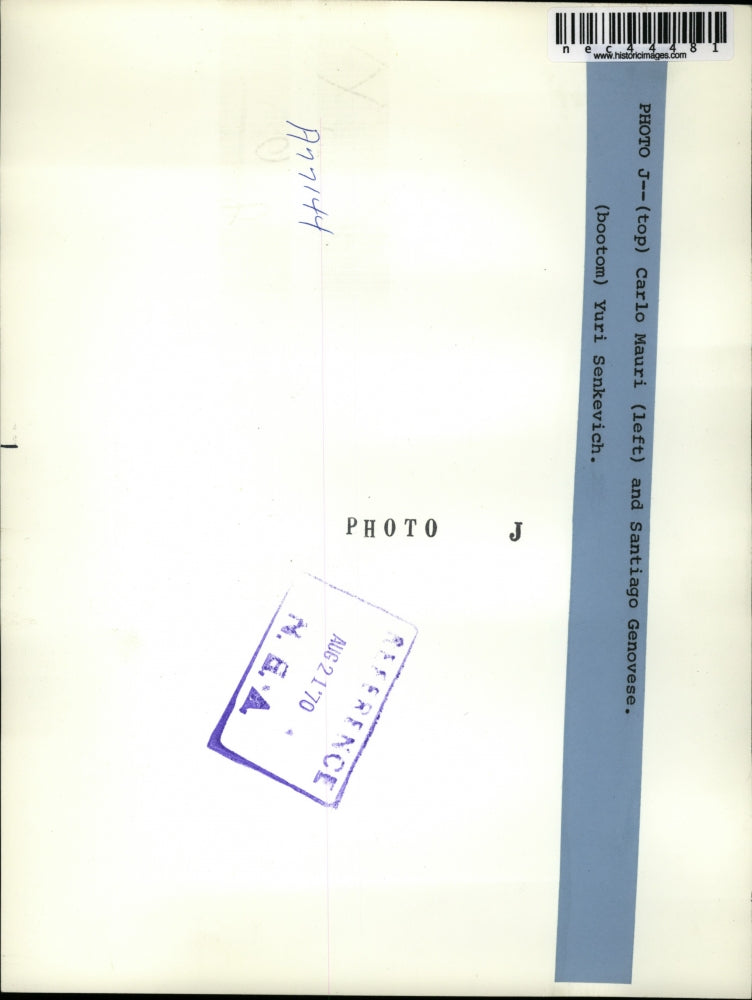 nec44481
www.historicimages.com
PHOTO J--(top) Carlo Mauri (left) and Santiago Genovese.
(bootom) Yuri Senkevich.
PHOTO J
REFERENCE
AUG 21 '70
N.E.A.